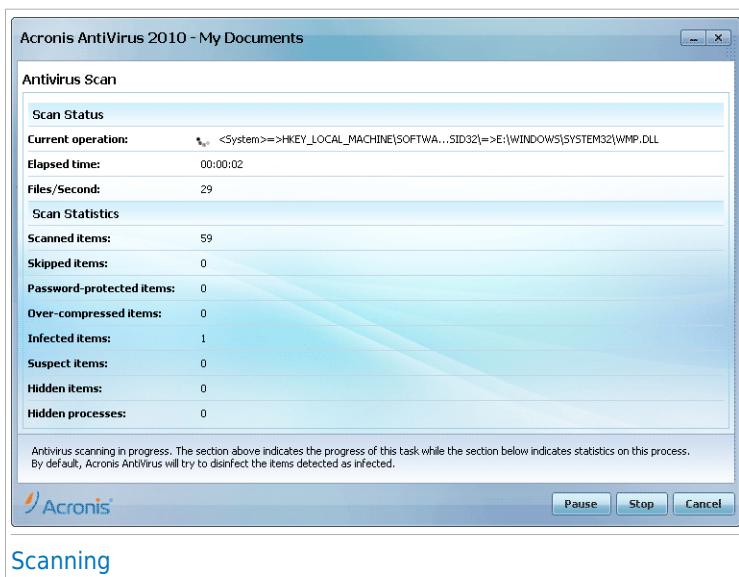 Acronis AntiVirus 2010 - My Documents
Antivirus Scan
Scan Status
Current operation: <System>=>HKEY_LOCAL_MACHINE\SOFTWA...SID32\=>E:\WINDOWS\SYSTEM32\WMP.DLL
Elapsed time: 00:00:02
Files/Second: 29
Scan Statistics
Scanned items: 59
Skipped items: 0
Password-protected items: 0
Over-compressed items: 0
Infected items: 1
Suspect items: 0
Hidden items: 0
Hidden processes: 0
Antivirus scanning in progress. The section above indicates the progress of this task while the section below indicates statistics on this process.
By default, Acronis AntiVirus will try to disinfect the items detected as infected.
Acronis Pause Stop Cancel
Scanning